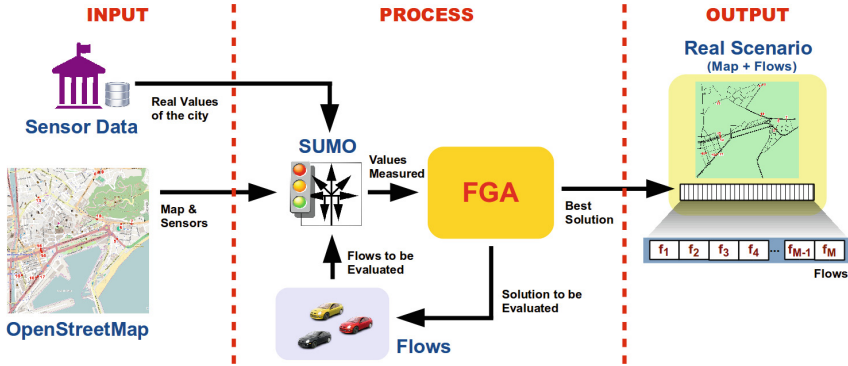 INPUT
PROCESS
OUTPUT
Real Scenario
(Map + Flows)
Real Values
of the city
Sensor Data
SUMO
Values
Measured
FGA
Map &
Sensors
Best
Solution
Flows to be
Evaluated
f1 f2 f3 f4 ... fM-1 fM
Flows
Solution to be
Evaluated
OpenStreetMap
Flows